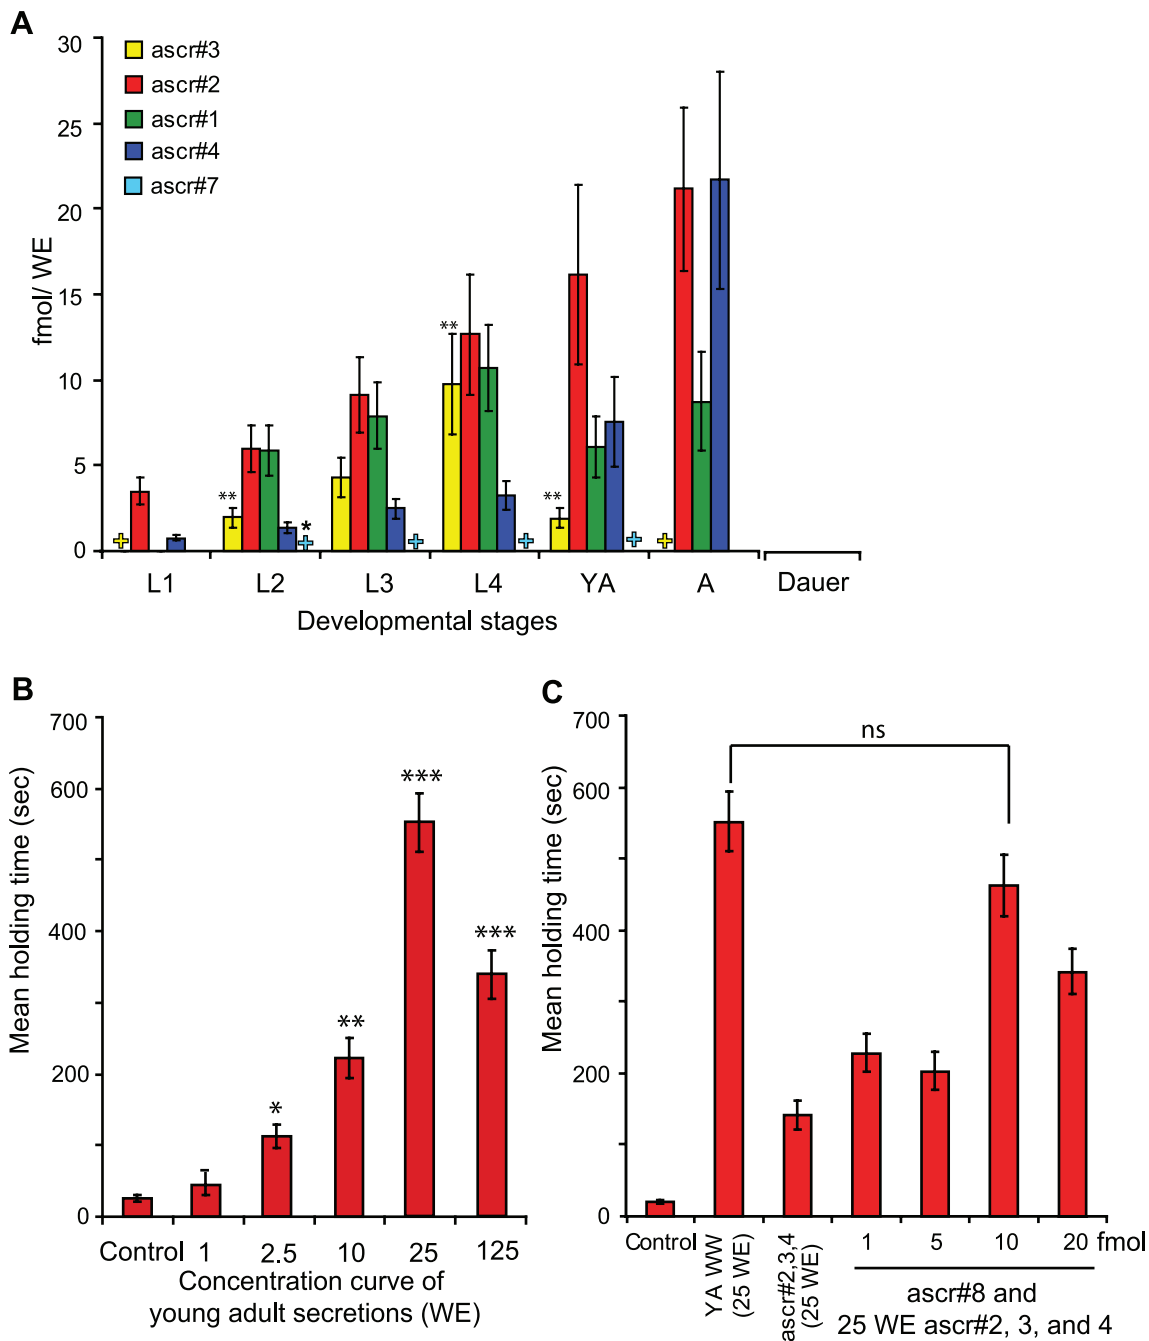 A
30
25
20
15
10
5
0
fmol/ WE
ascr#3
ascr#2
ascr#1
ascr#4
ascr#7
**
*
**
**
L1 L2 L3 L4 YA A Dauer
Developmental stages
B
700
600
400
200
0
Mean holding time (sec)
*
**
***
***
Control 1 2.5 10 25 125
Concentration curve of
young adult secretions (WE)
C
700
600
400
200
0
Mean holding time (sec)
ns
Control
YA WW
(25 WE)
ascr#2,3,4
(25 WE)
1 5 10 20 fmol
ascr#8 and
25 WE ascr#2, 3, and 4